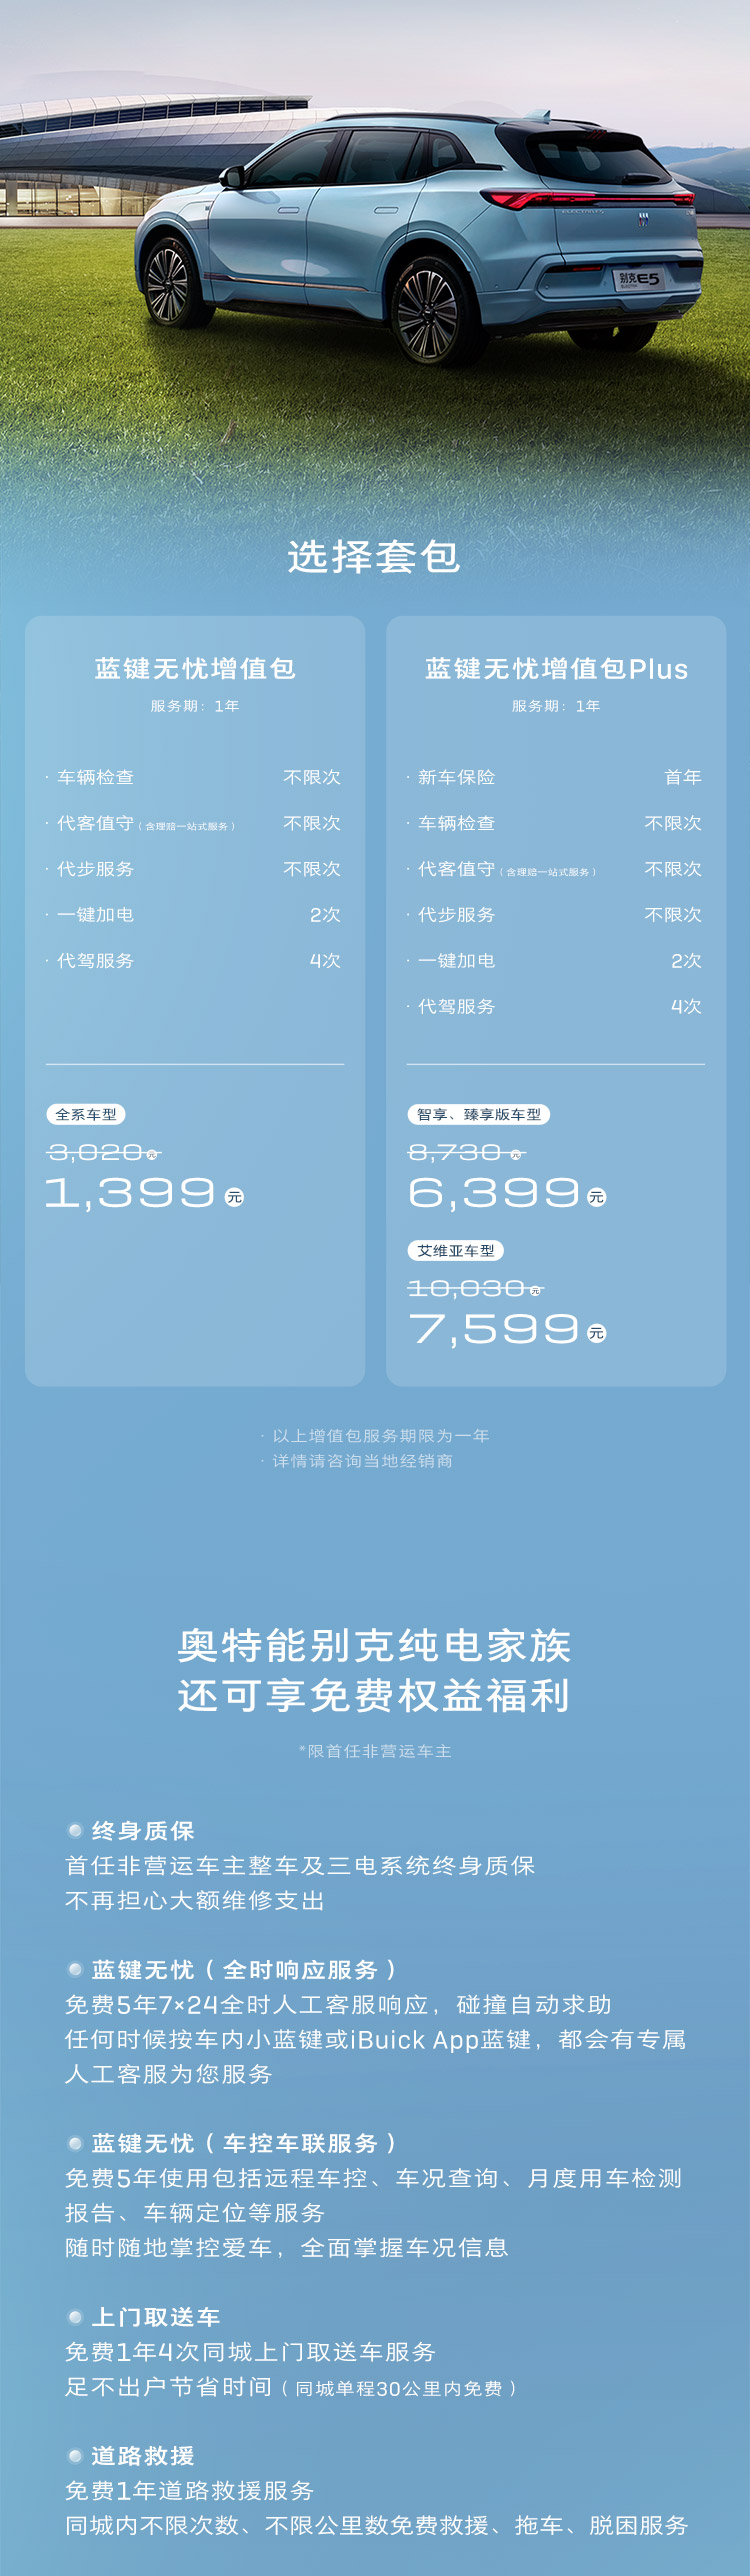 别克E5
选择套包
蓝键无忧增值包
服务期：1年
· 车辆检查 不限次
· 代客值守（含理赔一站式服务） 不限次
· 代步服务 不限次
· 一键加电 2次
· 代驾服务 4次
全系车型
3,020元
1,399元
蓝键无忧增值包Plus
服务期：1年
· 新车保险 首年
· 车辆检查 不限次
· 代客值守（含理赔一站式服务） 不限次
· 代步服务 不限次
· 一键加电 2次
· 代驾服务 4次
智享、臻享版车型
8,730元
6,399元
艾维亚车型
10,030元
7,599元
· 以上增值包服务期限为一年
· 详情请咨询当地经销商
奥特能别克纯电家族
还可享免费权益福利
*限首任非营运车主
终身质保
首任非营运车主整车及三电系统终身质保
不再担心大额维修支出
蓝键无忧（全时响应服务）
免费5年7×24全时人工客服响应，碰撞自动求助
任何时候按车内小蓝键或iBuick App蓝键，都会有专属
人工客服为您服务
蓝键无忧（车控车联服务）
免费5年使用包括远程车控、车况查询、月度用车检测
报告、车辆定位等服务
随时随地掌控爱车，全面掌握车况信息
上门取送车
免费1年4次同城上门取送车服务
足不出户节省时间（同城单程30公里内免费）
道路救援
免费1年道路救援服务
同城内不限次数、不限公里数免费救援、拖车、脱困服务